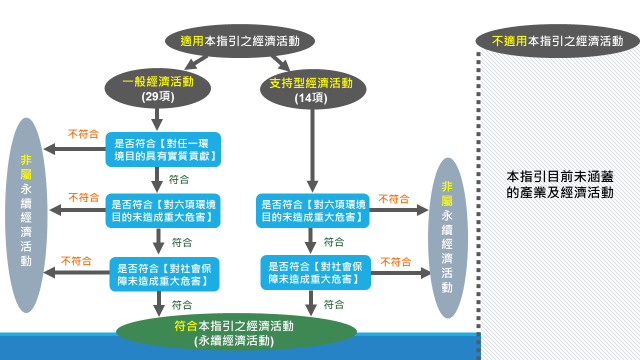 適用本指引之經濟活動
不適用本指引之經濟活動
一般經濟活動
(29項)
支持型經濟活動
(14項)
不符合
是否符合【對任一環
境目的具有實質貢獻】
符合
不符合
是否符合【對六項環境
目的未造成重大危害】
符合
不符合
是否符合【對社會保
障未造成重大危害】
符合
非
屬
永
續
經
濟
活
動
是否符合【對六項環境
目的未造成重大危害】
不符合
符合
是否符合【對社會保
障未造成重大危害】
不符合
符合
非
屬
永
續
經
濟
活
動
本指引目前未涵蓋
的產業及經濟活動
符合本指引之經濟活動
(永續經濟活動)